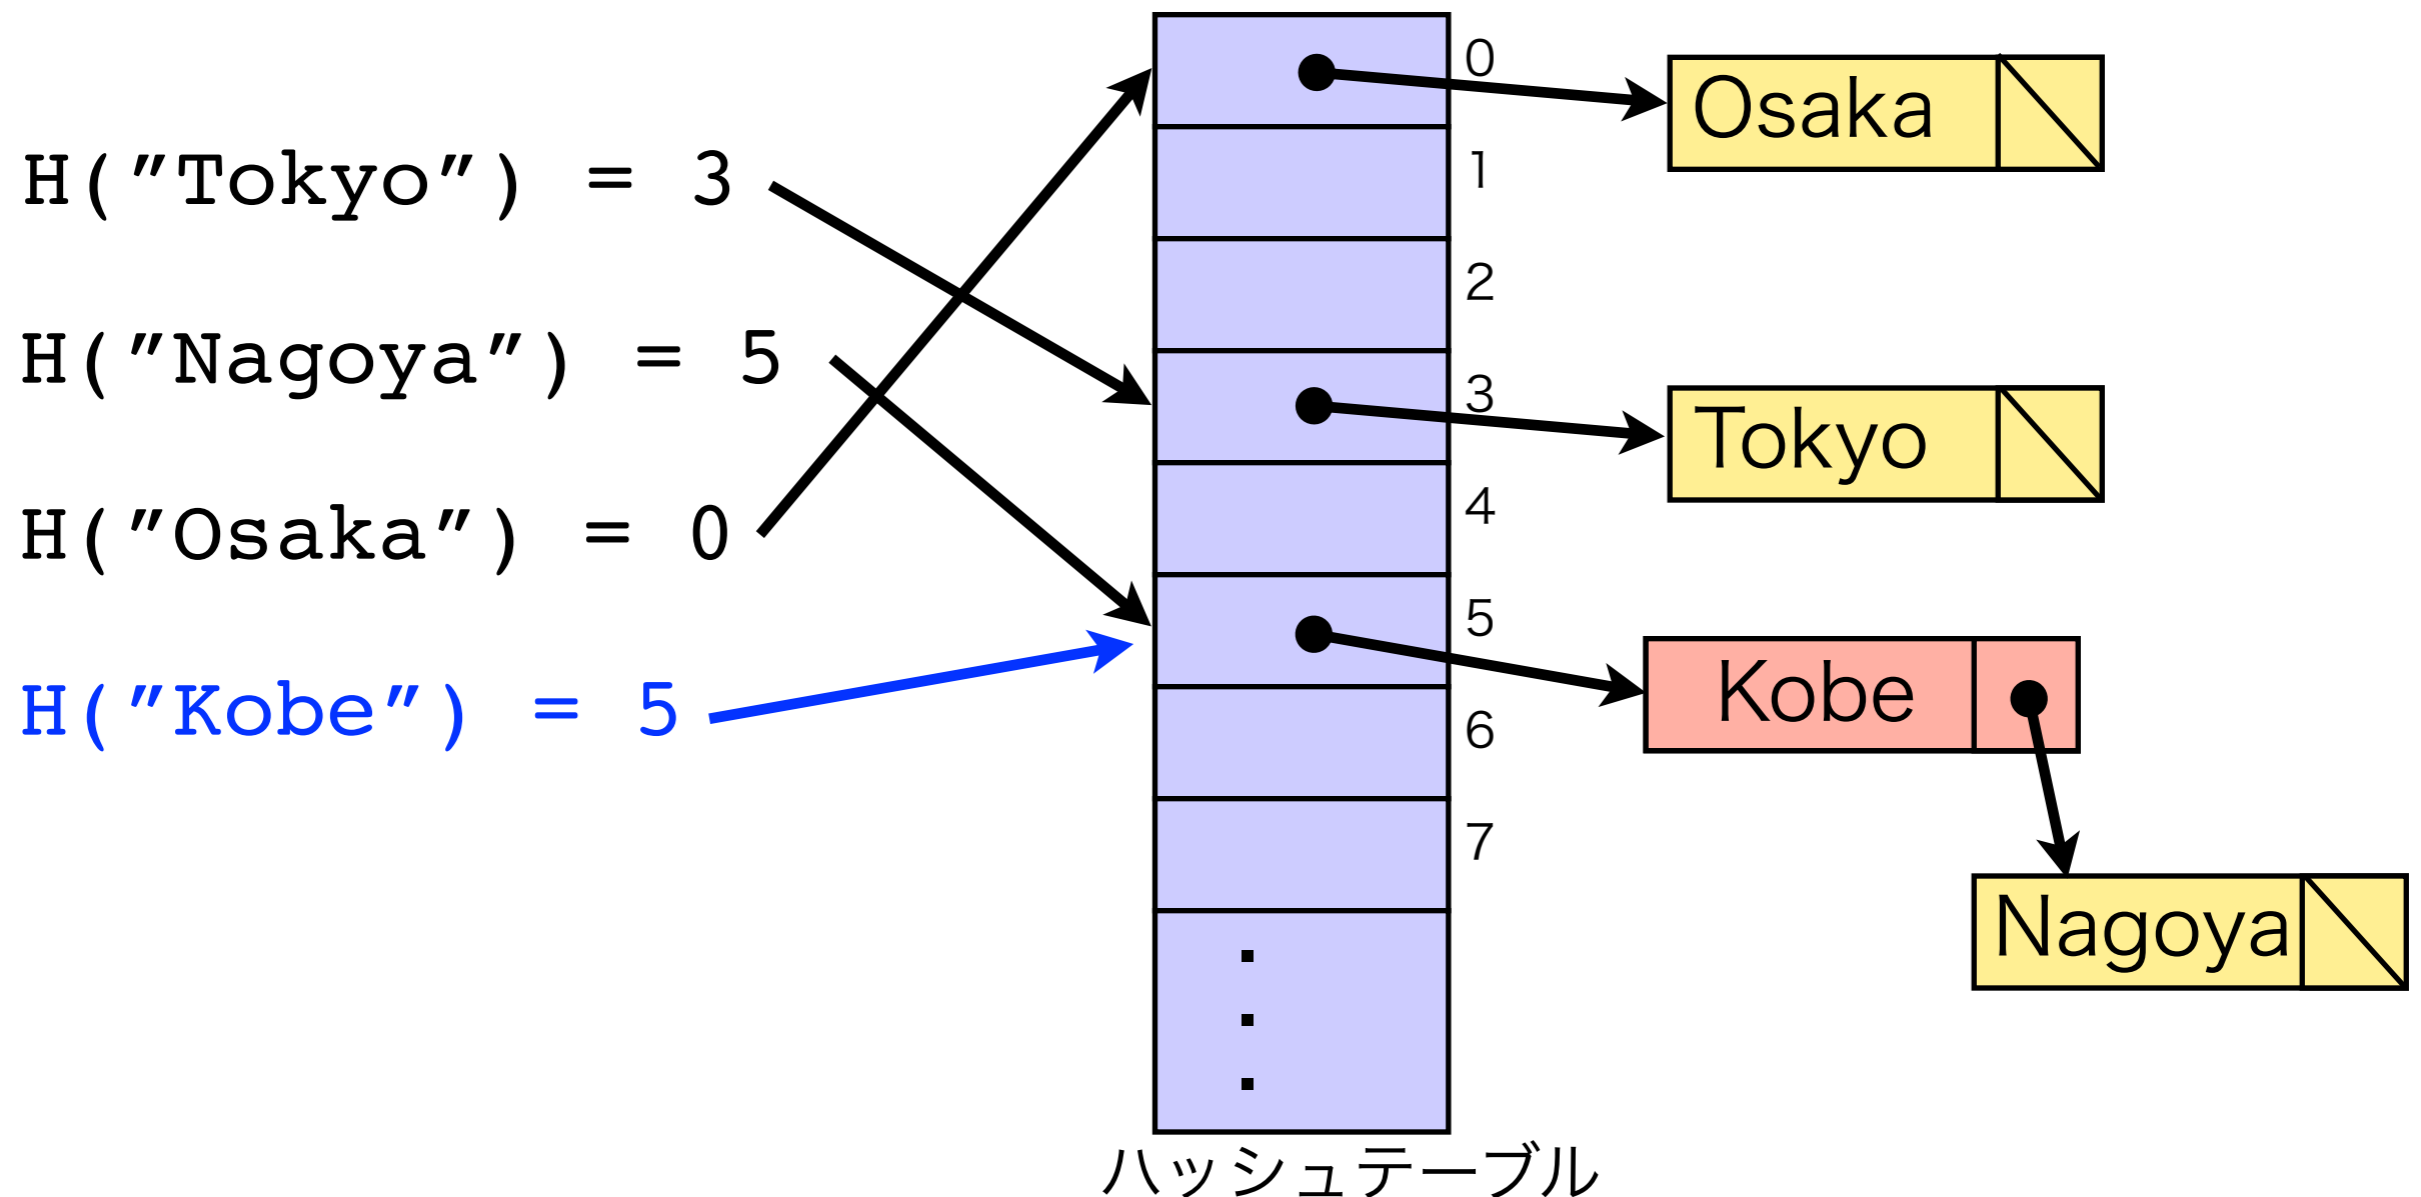 H("Tokyo") = 3
H("Nagoya") = 5
H("Osaka") = 0
H("Kobe") = 5
0
1
2
3
4
5
6
7
ハッシュテーブル
Osaka
Tokyo
Kobe
Nagoya